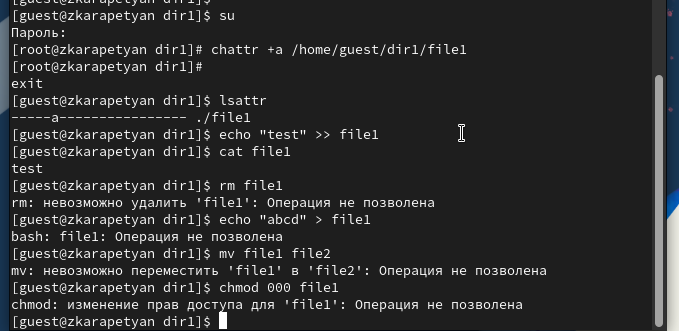 [guest@zkarapetyan dir1]$ su
Пароль:
[root@zkarapetyan dir1]# chattr +a /home/guest/dir1/file1
[root@zkarapetyan dir1]#
exit
[guest@zkarapetyan dir1]$ lsattr
-----a---------------- ./file1
[guest@zkarapetyan dir1]$ echo "test" >> file1
[guest@zkarapetyan dir1]$ cat file1
test
[guest@zkarapetyan dir1]$ rm file1
rm: невозможно удалить 'file1': Операция не позволена
[guest@zkarapetyan dir1]$ echo "abcd" > file1
bash: file1: Операция не позволена
[guest@zkarapetyan dir1]$ mv file1 file2
mv: невозможно переместить 'file1' в 'file2': Операция не позволена
[guest@zkarapetyan dir1]$ chmod 000 file1
chmod: изменение прав доступа для 'file1': Операция не позволена
[guest@zkarapetyan dir1]$